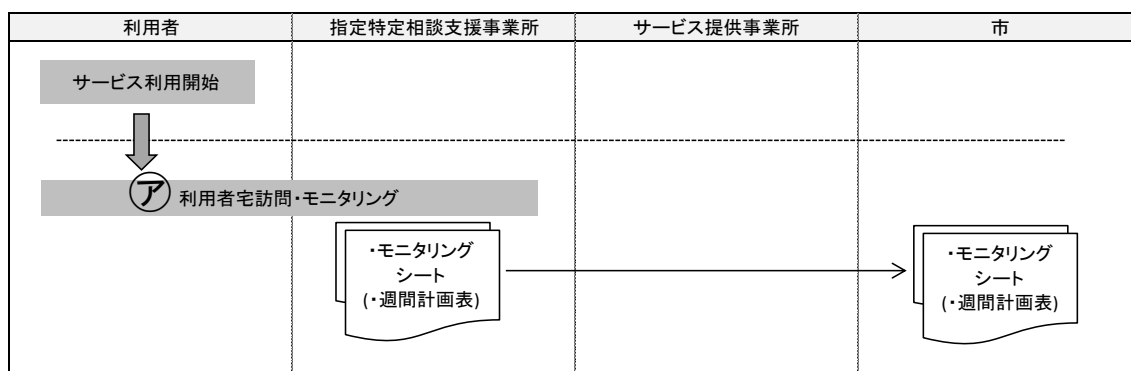 利用者
指定特定相談支援事業所
サービス提供事業所
市
サービス利用開始
㋐ 利用者宅訪問・モニタリング
・モニタリング
シート
(・週間計画表)
・モニタリング
シート
(・週間計画表)